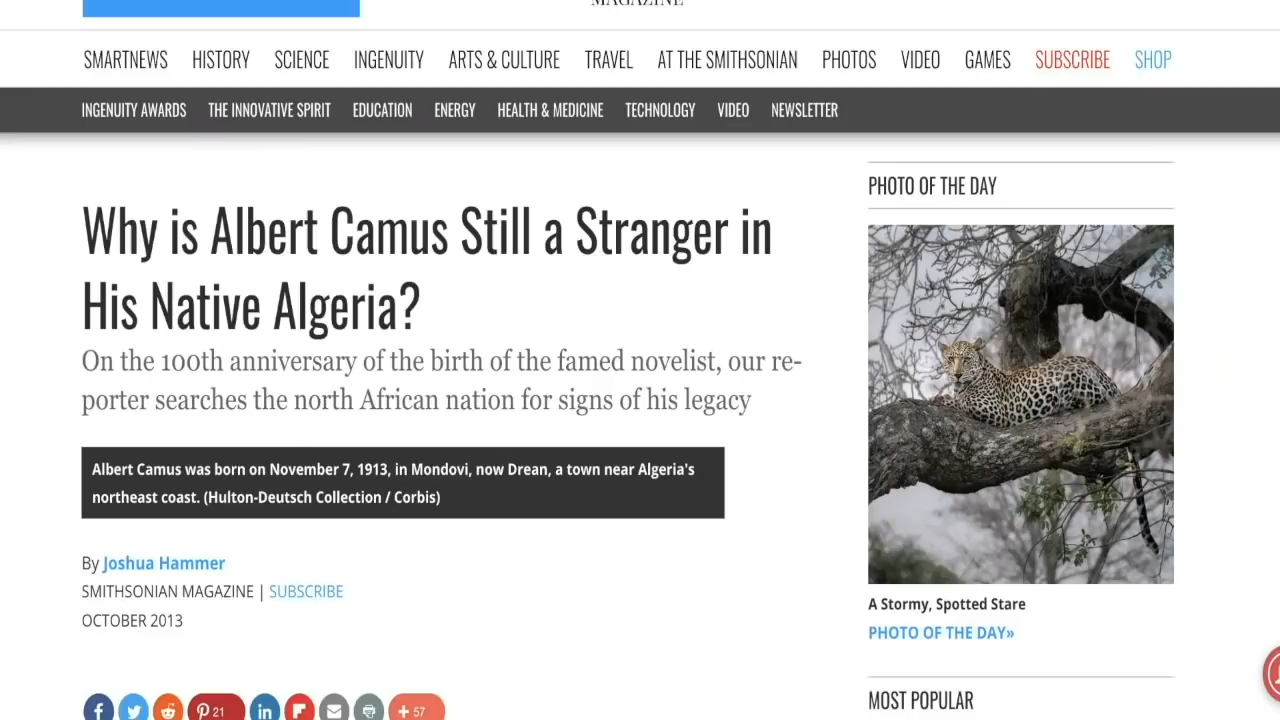 MAGAZINE
SMARTNEWS HISTORY SCIENCE INGENUITY ARTS & CULTURE TRAVEL AT THE SMITHSONIAN PHOTOS VIDEO GAMES SUBSCRIBE SHOP
INGENUITY AWARDS THE INNOVATIVE SPIRIT EDUCATION ENERGY HEALTH & MEDICINE TECHNOLOGY VIDEO NEWSLETTER
Why is Albert Camus Still a Stranger in
His Native Algeria?
On the 100th anniversary of the birth of the famed novelist, our re-
porter searches the north African nation for signs of his legacy
Albert Camus was born on November 7, 1913, in Mondovi, now Drean, a town near Algeria's
northeast coast. (Hulton-Deutsch Collection / Corbis)
By Joshua Hammer
SMITHSONIAN MAGAZINE | SUBSCRIBE
OCTOBER 2013
21
+ 57
PHOTO OF THE DAY
A Stormy, Spotted Stare
PHOTO OF THE DAY»
MOST POPULAR